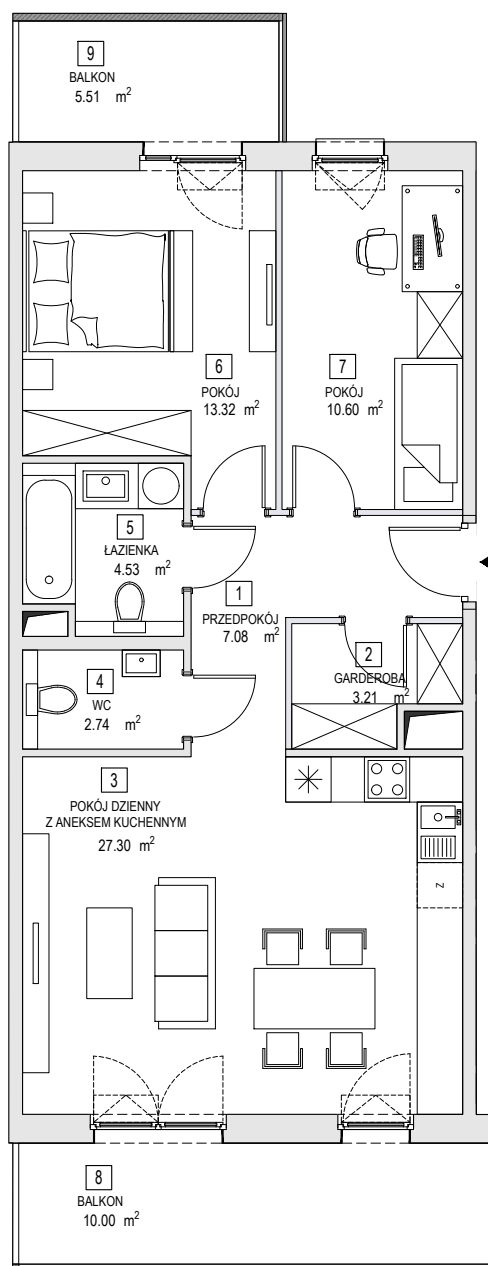 9
BALKON
5.51 m²
6
POKÓJ
13.32 m²
7
POKÓJ
10.60 m²
5
ŁAZIENKA
4.53 m²
1
PRZEDPOKÓJ
7.08 m²
2
GARDEROBA
3.21 m²
4
WC
2.74 m²
3
POKÓJ DZIENNY
Z ANEKSEM KUCHENNYM
27.30 m²
Z
8
BALKON
10.00 m²